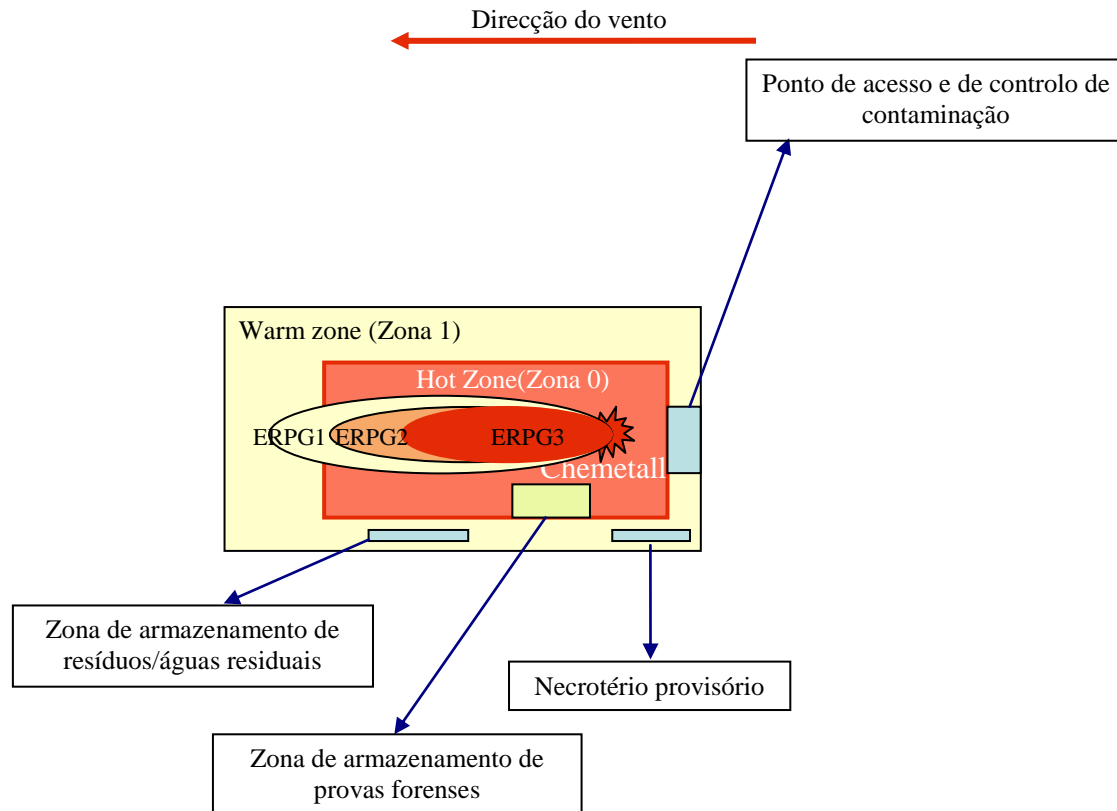 Direcção do vento
Ponto de acesso e de controlo de
contaminação
Warm zone (Zona 1)
Hot Zone(Zona 0)
ERPG1
ERPG2
ERPG3
Chemetall
Zona de armazenamento de
resíduos/águas residuais
Necrotério provisório
Zona de armazenamento de
provas forenses